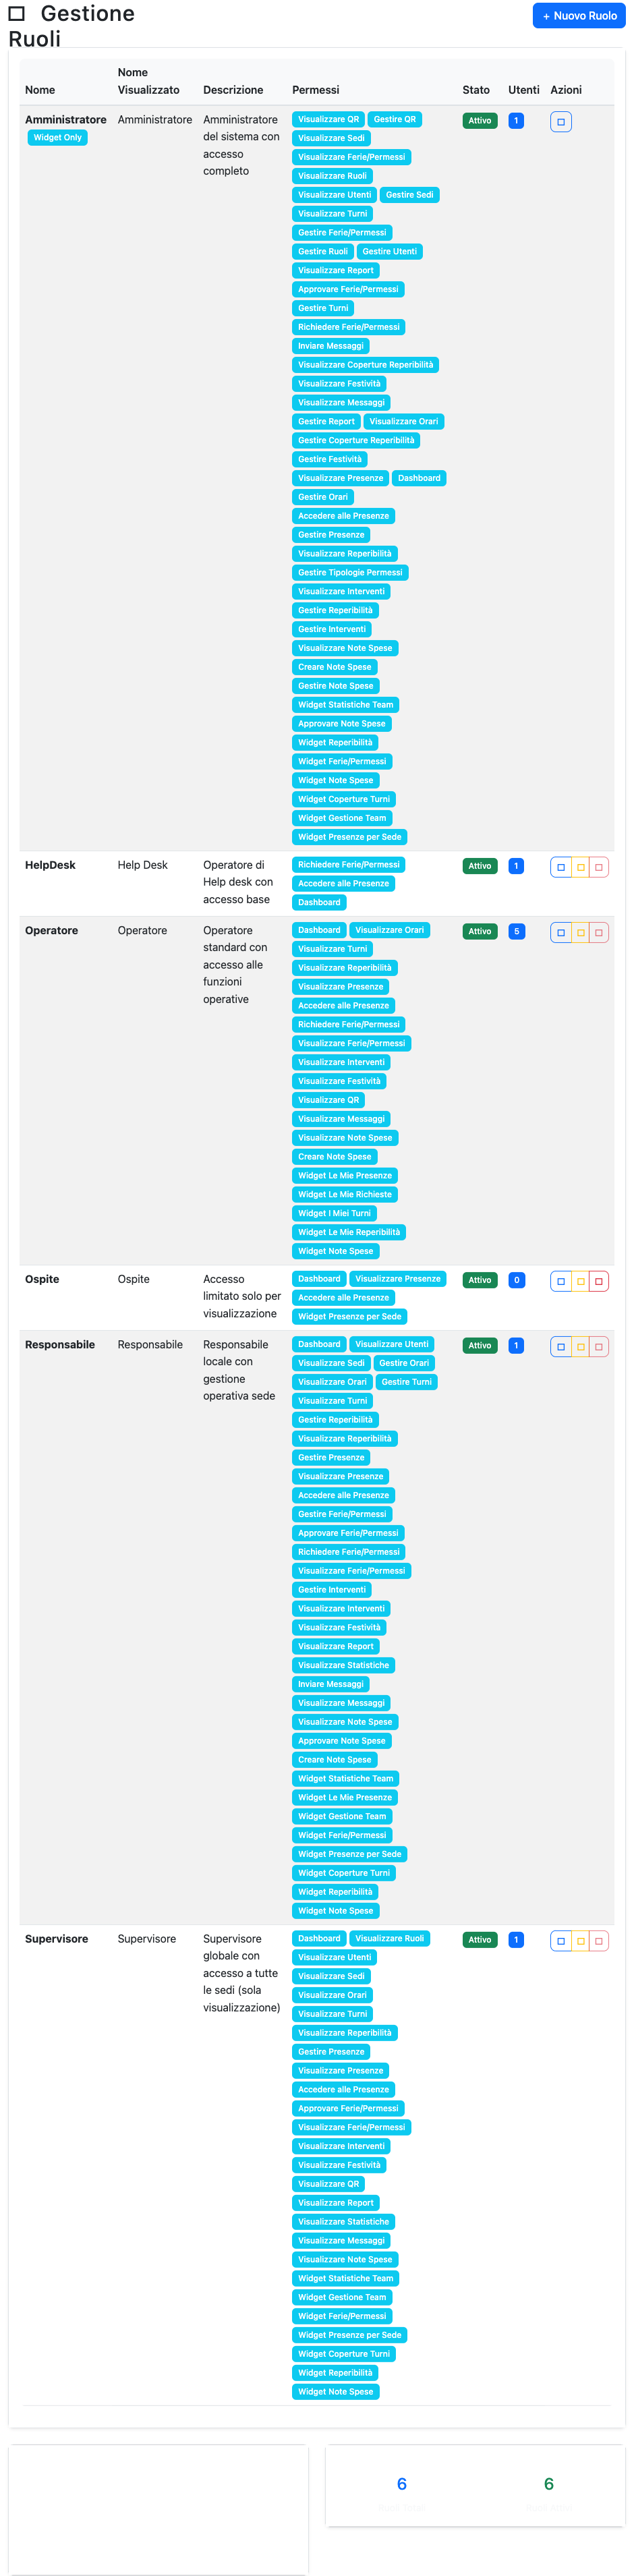 Gestione
Ruoli
+ Nuovo Ruolo
Nome
Nome Visualizzato
Descrizione
Permessi
Stato
Utenti
Azioni
Amministratore
Widget Only
Amministratore
Amministratore
del sistema con
accesso
completo
Visualizzare QR Gestire QR
Visualizzare Sedi
Visualizzare Ferie/Permessi
Visualizzare Ruoli
Visualizzare Utenti Gestire Sedi
Visualizzare Turni
Gestire Ferie/Permessi
Gestire Ruoli Gestire Utenti
Visualizzare Report
Approvare Ferie/Permessi
Gestire Turni
Richiedere Ferie/Permessi
Inviare Messaggi
Visualizzare Coperture Reperibilità
Visualizzare Festività
Visualizzare Messaggi
Gestire Report Visualizzare Orari
Gestire Coperture Reperibilità
Gestire Festività
Visualizzare Presenze Dashboard
Gestire Orari
Accedere alle Presenze
Gestire Presenze
Visualizzare Reperibilità
Gestire Tipologie Permessi
Visualizzare Interventi
Gestire Reperibilità
Gestire Interventi
Visualizzare Note Spese
Creare Note Spese
Gestire Note Spese
Widget Statistiche Team
Approvare Note Spese
Widget Reperibilità
Widget Ferie/Permessi
Widget Note Spese
Widget Coperture Turni
Widget Gestione Team
Widget Presenze per Sede
Attivo
1
HelpDesk
Help Desk
Operatore di
Help desk con
accesso base
Richiedere Ferie/Permessi
Accedere alle Presenze
Dashboard
Attivo
1
Operatore
Operatore
Operatore
standard con
accesso alle
funzioni
operative
Dashboard Visualizzare Orari
Visualizzare Turni
Visualizzare Reperibilità
Visualizzare Presenze
Accedere alle Presenze
Richiedere Ferie/Permessi
Visualizzare Ferie/Permessi
Visualizzare Interventi
Visualizzare Festività
Visualizzare QR
Visualizzare Messaggi
Visualizzare Note Spese
Creare Note Spese
Widget Le Mie Presenze
Widget Le Mie Richieste
Widget I Miei Turni
Widget Le Mie Reperibilità
Widget Note Spese
Attivo
5
Ospite
Ospite
Accesso
limitato solo per
visualizzazione
Dashboard Visualizzare Presenze
Accedere alle Presenze
Widget Presenze per Sede
Attivo
0
Responsabile
Responsabile
Responsabile
locale con
gestione
operativa sede
Dashboard Visualizzare Utenti
Visualizzare Sedi Gestire Orari
Visualizzare Orari Gestire Turni
Visualizzare Turni
Gestire Reperibilità
Visualizzare Reperibilità
Gestire Presenze
Visualizzare Presenze
Accedere alle Presenze
Gestire Ferie/Permessi
Approvare Ferie/Permessi
Richiedere Ferie/Permessi
Visualizzare Ferie/Permessi
Gestire Interventi
Visualizzare Interventi
Visualizzare Festività
Visualizzare Report
Visualizzare Statistiche
Inviare Messaggi
Visualizzare Messaggi
Visualizzare Note Spese
Approvare Note Spese
Creare Note Spese
Widget Statistiche Team
Widget Le Mie Presenze
Widget Gestione Team
Widget Ferie/Permessi
Widget Presenze per Sede
Widget Coperture Turni
Widget Reperibilità
Widget Note Spese
Attivo
1
Supervisore
Supervisore
Supervisore
globale con
accesso a tutte
le sedi (sola
visualizzazione)
Dashboard Visualizzare Ruoli
Visualizzare Utenti
Visualizzare Sedi
Visualizzare Orari
Visualizzare Turni
Visualizzare Reperibilità
Gestire Presenze
Visualizzare Presenze
Accedere alle Presenze
Approvare Ferie/Permessi
Visualizzare Ferie/Permessi
Visualizzare Interventi
Visualizzare Festività
Visualizzare QR
Visualizzare Report
Visualizzare Statistiche
Visualizzare Messaggi
Visualizzare Note Spese
Widget Statistiche Team
Widget Gestione Team
Widget Ferie/Permessi
Widget Presenze per Sede
Widget Coperture Turni
Widget Reperibilità
Widget Note Spese
Attivo
1
6
6